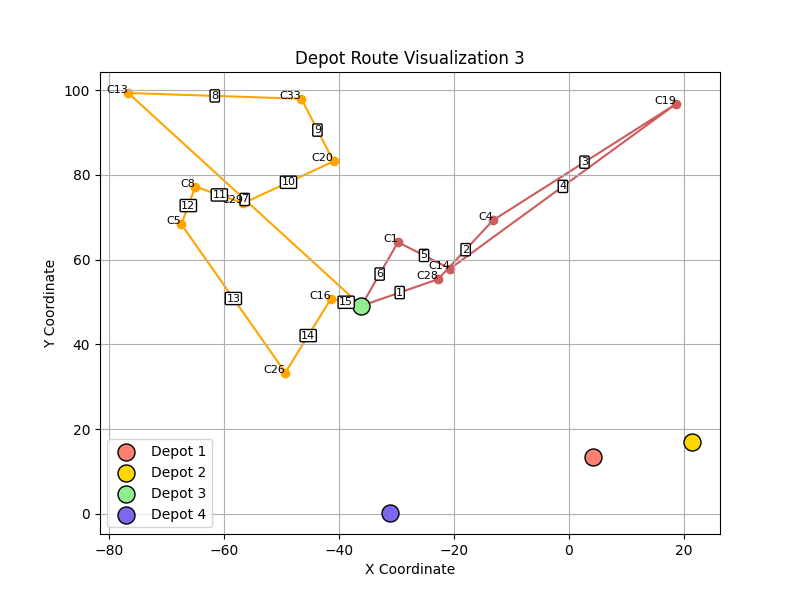 Depot Route Visualization 3
Y Coordinate
100
80
60
40
20
0
C13
8
C33
9
C20
10
C8
11
7
12
C5
13
C16
15
14
C26
C19
3
4
C4
2
C1
5
C14
C28
6
1
Depot 1
Depot 2
Depot 3
Depot 4
−80
−60
−40
−20
0
20
X Coordinate